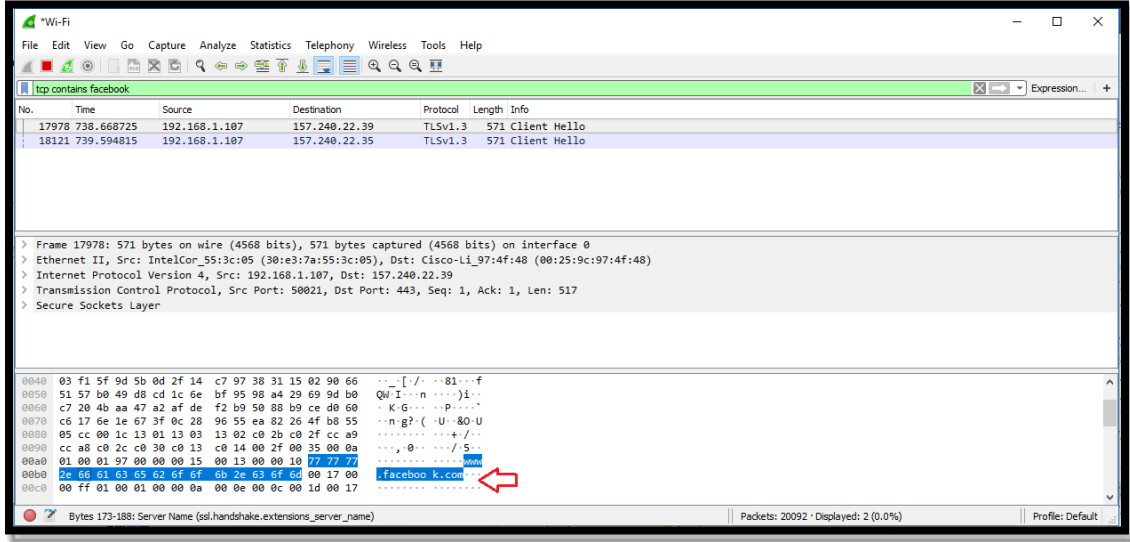 *Wi-Fi
File Edit View Go Capture Analyze Statistics Telephony Wireless Tools Help
tcp contains facebook
Expression... +
No. Time Source Destination Protocol Length Info
17978 738.668725 192.168.1.107 157.240.22.39 TLSv1.3 571 Client Hello
18121 739.594815 192.168.1.107 157.240.22.35 TLSv1.3 571 Client Hello
> Frame 17978: 571 bytes on wire (4568 bits), 571 bytes captured (4568 bits) on interface 0
> Ethernet II, Src: IntelCor_55:3c:05 (30:e3:7a:55:3c:05), Dst: Cisco-Li_97:4f:48 (00:25:9c:97:4f:48)
> Internet Protocol Version 4, Src: 192.168.1.107, Dst: 157.240.22.39
> Transmission Control Protocol, Src Port: 50021, Dst Port: 443, Seq: 1, Ack: 1, Len: 517
> Secure Sockets Layer
0040 03 f1 5f 9d 5b 0d 2f 14 c7 97 38 31 15 02 90 66 ··_·[·/· ··81···f
0050 51 57 b0 49 d8 cd 1c 6e bf 95 98 a4 29 69 9d b0 QW·I···n ····)i··
0060 c7 20 4b aa 47 a2 af de f2 b9 50 88 b9 ce d0 60 · K·G··· ··P····`
0070 c6 17 6e 1e 67 3f 0c 28 96 55 ea 82 26 4f b8 55 ··n·g?·( ·U··&O·U
0080 05 cc 00 1c 13 01 13 03 13 02 c0 2b c0 2f cc a9 ········ ···+·/··
0090 cc a8 c0 2c c0 30 c0 13 c0 14 00 2f 00 35 00 0a ···,·0·· ···/·5··
00a0 01 00 01 97 00 00 00 15 00 13 00 00 10 77 77 77 ········ ·····www
00b0 2e 66 61 63 65 62 6f 6f 6b 2e 63 6f 6d 00 17 00 .faceboo k.com···
00c0 00 ff 01 00 01 00 00 0a 00 0e 00 0c 00 1d 00 17 ········ ········
Bytes 173-188: Server Name (ssl.handshake.extensions_server_name) Packets: 20092 · Displayed: 2 (0.0%) Profile: Default